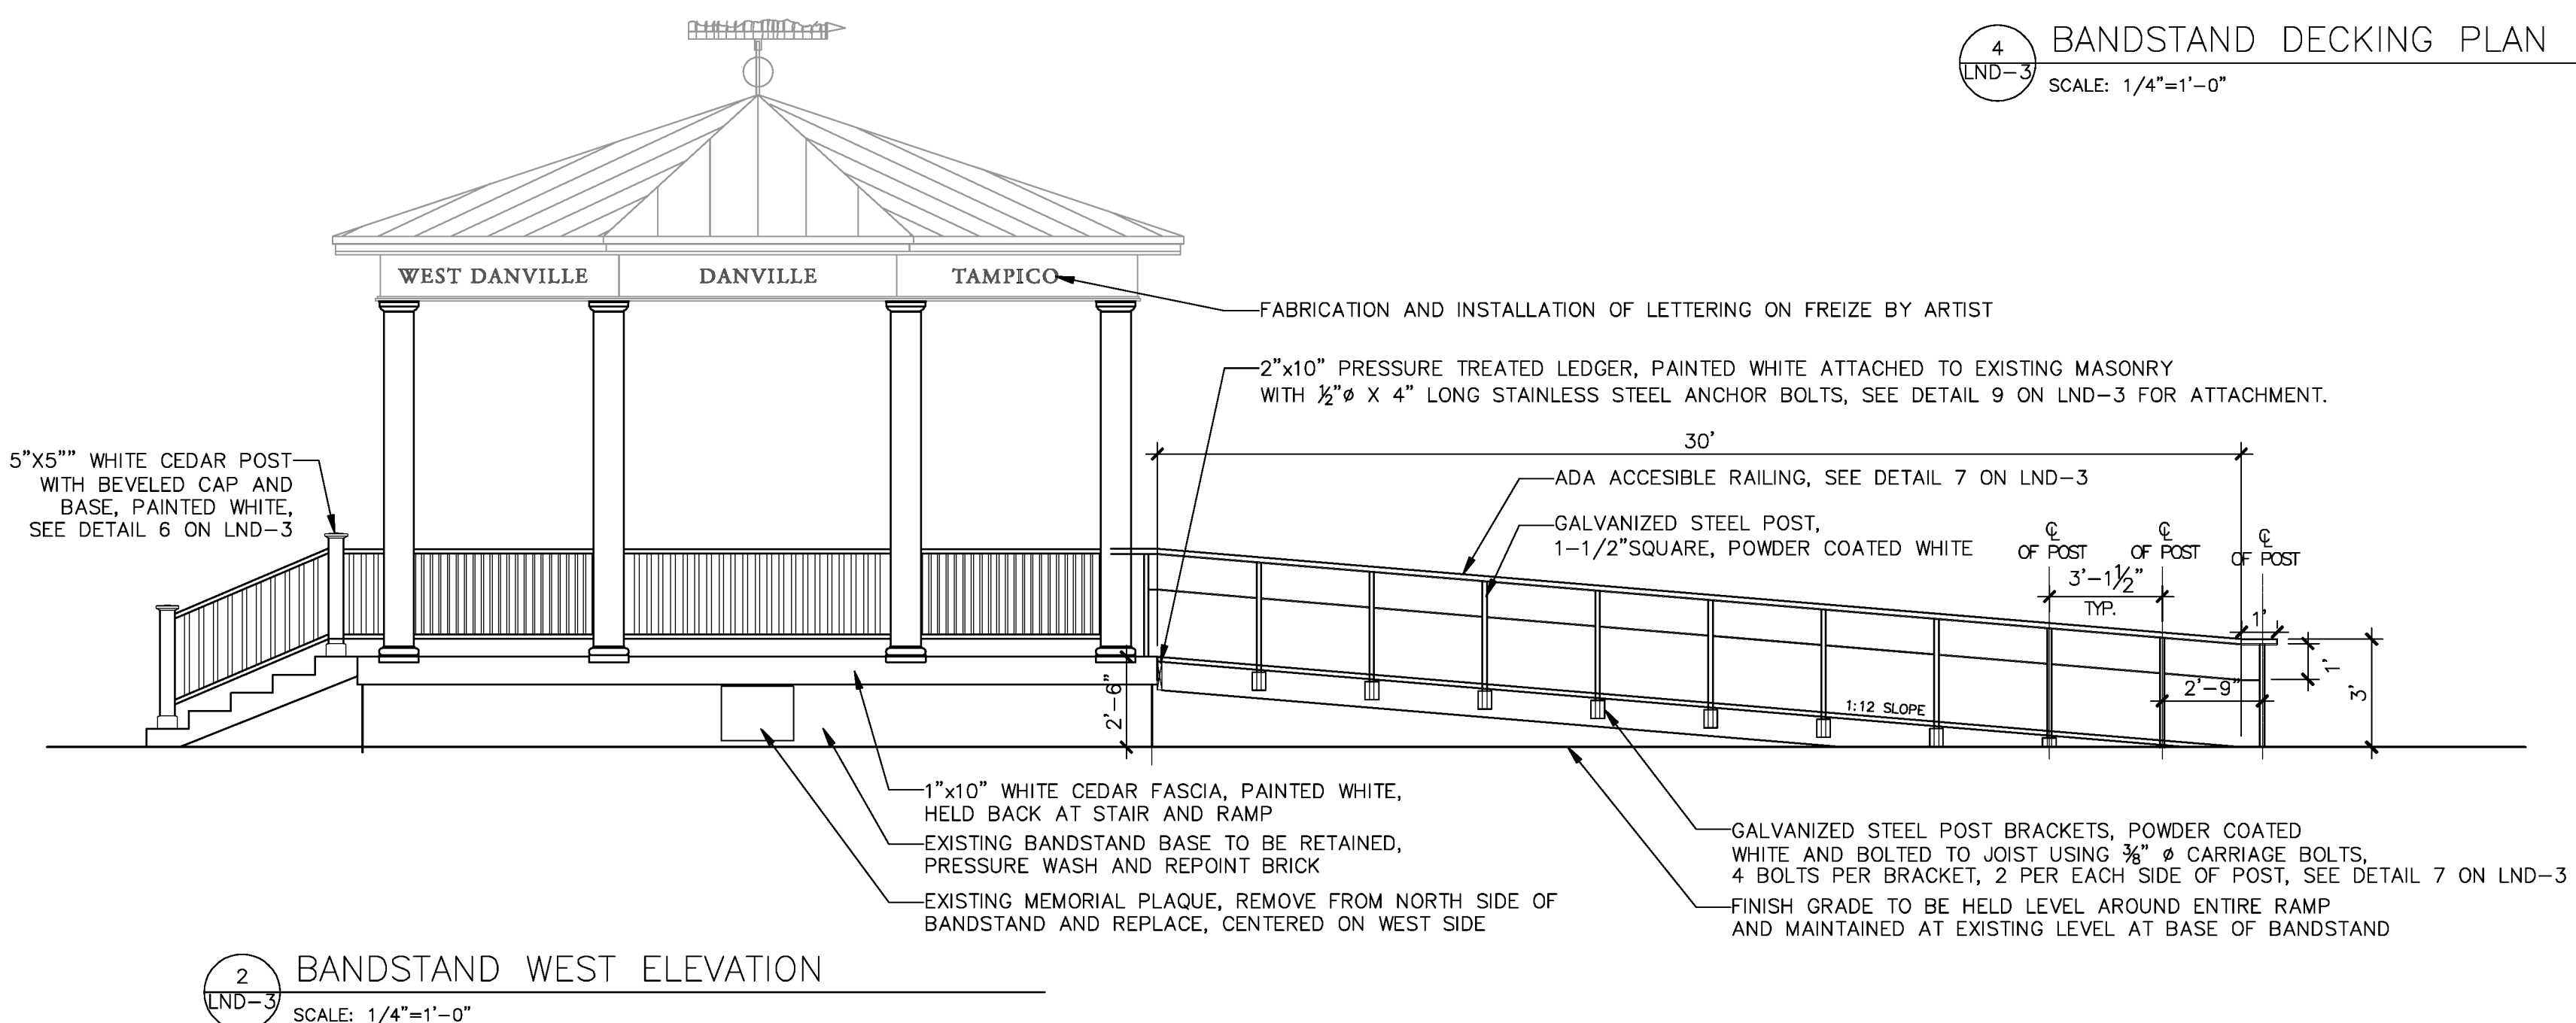 4
LND-3
BANDSTAND DECKING PLAN
SCALE: 1/4"=1'-0"
WEST DANVILLE
DANVILLE
TAMPICO
FABRICATION AND INSTALLATION OF LETTERING ON FREIZE BY ARTIST
2"x10" PRESSURE TREATED LEDGER, PAINTED WHITE ATTACHED TO EXISTING MASONRY
WITH ½"ø X 4" LONG STAINLESS STEEL ANCHOR BOLTS, SEE DETAIL 9 ON LND-3 FOR ATTACHMENT.
30'
5"X5"" WHITE CEDAR POST
WITH BEVELED CAP AND
BASE, PAINTED WHITE,
SEE DETAIL 6 ON LND-3
ADA ACCESIBLE RAILING, SEE DETAIL 7 ON LND-3
GALVANIZED STEEL POST,
1-1/2"SQUARE, POWDER COATED WHITE
℄
OF POST
℄
OF POST
℄
OF POST
3'-1½"
TYP.
1'
1'
2'-9"
3'
2'-6"
1:12 SLOPE
1"x10" WHITE CEDAR FASCIA, PAINTED WHITE,
HELD BACK AT STAIR AND RAMP
EXISTING BANDSTAND BASE TO BE RETAINED,
PRESSURE WASH AND REPOINT BRICK
EXISTING MEMORIAL PLAQUE, REMOVE FROM NORTH SIDE OF
BANDSTAND AND REPLACE, CENTERED ON WEST SIDE
GALVANIZED STEEL POST BRACKETS, POWDER COATED
WHITE AND BOLTED TO JOIST USING ⅜" ø CARRIAGE BOLTS,
4 BOLTS PER BRACKET, 2 PER EACH SIDE OF POST, SEE DETAIL 7 ON LND-3
FINISH GRADE TO BE HELD LEVEL AROUND ENTIRE RAMP
AND MAINTAINED AT EXISTING LEVEL AT BASE OF BANDSTAND
2
LND-3
BANDSTAND WEST ELEVATION
SCALE: 1/4"=1'-0"